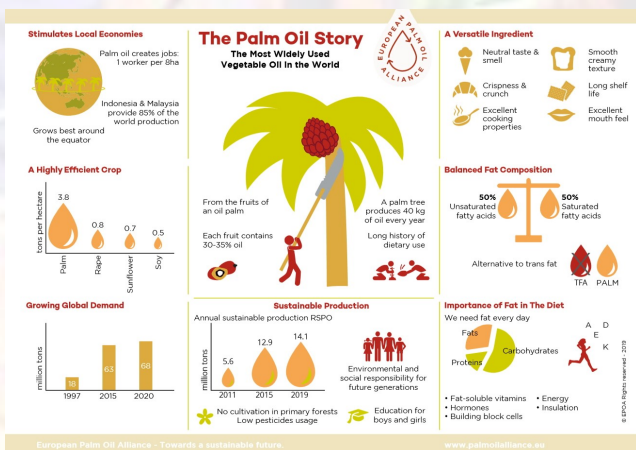 The Palm Oil Story
The Most Widely Used
Vegetable Oil in the World
EUROPEAN PALM OIL ALLIANCE
Stimulates Local Economies
Palm oil creates jobs:
1 worker per 8ha
Indonesia & Malaysia
provide 85% of the
world production
Grows best around
the equator
A Versatile Ingredient
Neutral taste &
smell
Smooth
creamy
texture
Crispness &
crunch
Long shelf
life
Excellent
cooking
properties
Excellent
mouth feel
A Highly Efficient Crop
tons per hectare
3.8
0.8
0.7
0.5
Palm
Rape
Sunflower
Soy
From the fruits of
an oil palm
Each fruit contains
30-35% oil
A palm tree
produces 40 kg
of oil every year
Long history of
dietary use
Balanced Fat Composition
50%
Unsaturated
fatty acids
50%
Saturated
fatty acids
Alternative to trans fat
TFA
PALM
Growing Global Demand
million tons
18
63
68
1997
2015
2020
Sustainable Production
Annual sustainable production RSPO
million tons
5.6
12.9
14.1
2011
2015
2019
Environmental and
social responsibility for
future generations
No cultivation in primary forests
Low pesticides usage
Education for
boys and girls
Importance of Fat in The Diet
We need fat every day
Fats
Carbohydrates
Proteins
A D
E
K
• Fat-soluble vitamins
• Hormones
• Building block cells
• Energy
• Insulation
© EPOA Rights reserved - 2019
European Palm Oil Alliance - Towards a sustainable future.
www.palmoilalliance.eu